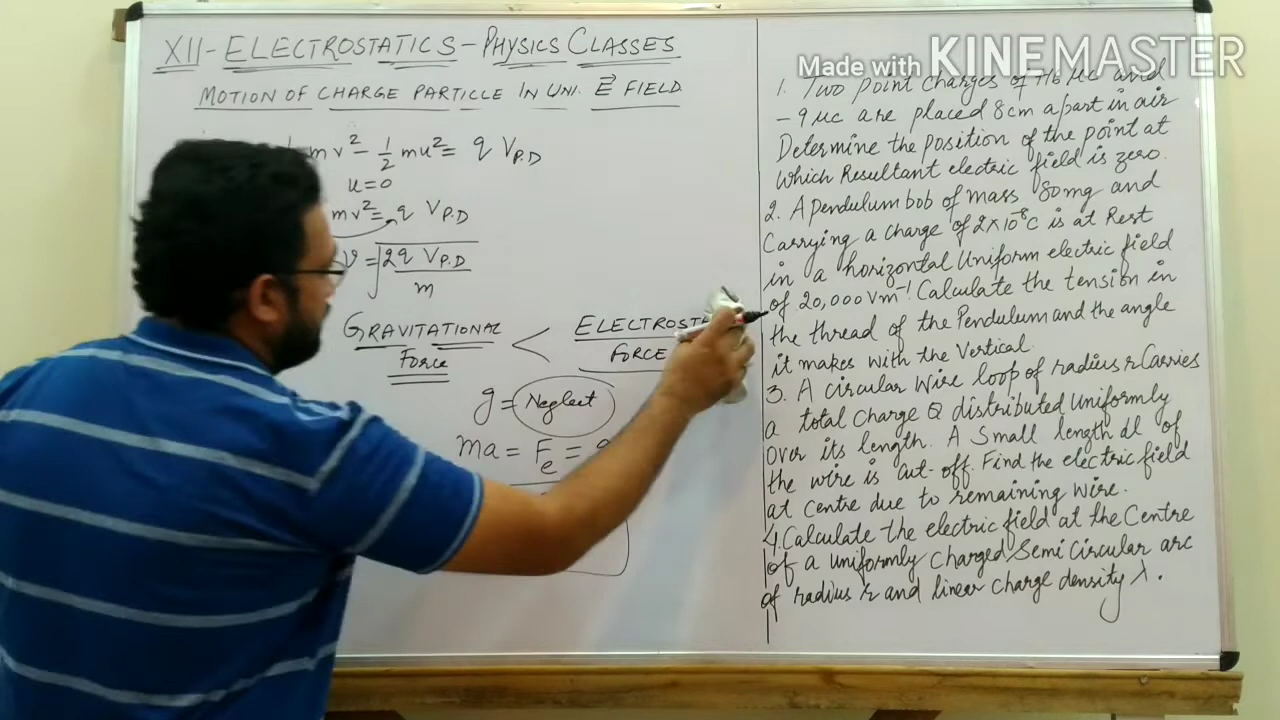 XII - ELECTROSTATICS - PHYSICS CLASSES
MOTION OF CHARGE PARTICLE IN UNI. E⃗ FIELD
mv² - 1/2 mu² = q V P.D
u = 0
mv² = q V P.D
v = √(2q V P.D / m)
GRAVITATIONAL FORCE < ELECTROST
FORCE
g = Neglect
ma = Fe =
Made with KINEMASTER
1. Two point charges of +16 μc and
- 9 μc are placed 8cm apart in air
Determine the position of the point at
which Resultant electric field is zero.
2. A pendulum bob of mass 80mg and
Carrying a charge of 2×10⁻⁸C is at Rest
in a horizontal Uniform electric field
of 20,000 Vm⁻¹. Calculate the tension in
the thread of the Pendulum and the angle
it makes with the Vertical.
3. A Circular Wire loop of radius r Carries
a total Charge Q distributed Uniformly
Over its length. A Small length dl of
the wire is cut-off. Find the electric field
at centre due to remaining wire.
4. Calculate the electric field at the Centre
of a uniformly Charged Semi Circular arc
of radius r and linear charge density λ.